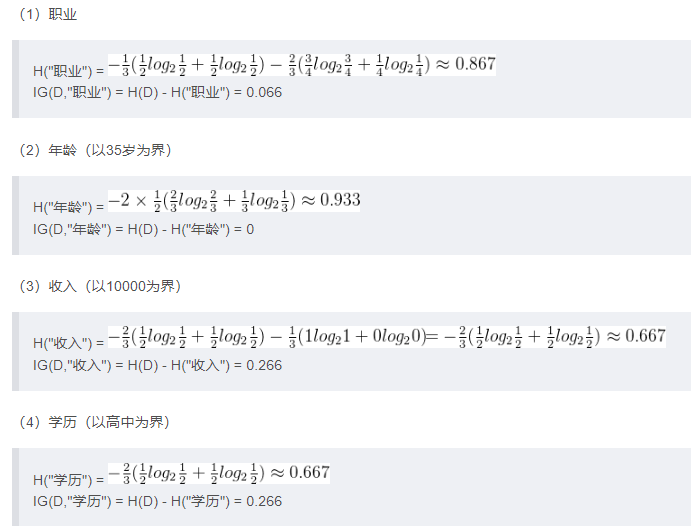 （1）职业
H("职业") = $-\frac{1}{3}(\frac{1}{2}log_2\frac{1}{2}+\frac{1}{2}log_2\frac{1}{2})-\frac{2}{3}(\frac{3}{4}log_2\frac{3}{4}+\frac{1}{4}log_2\frac{1}{4})\approx 0.867$
IG(D,"职业") = H(D) - H("职业") = 0.066
（2）年龄（以35岁为界）
H("年龄") = $-2\times\frac{1}{2}(\frac{2}{3}log_2\frac{2}{3}+\frac{1}{3}log_2\frac{1}{3})\approx 0.933$
IG(D,"年龄") = H(D) - H("年龄") = 0
（3）收入（以10000为界）
H("收入") = $-\frac{2}{3}(\frac{1}{2}log_2\frac{1}{2}+\frac{1}{2}log_2\frac{1}{2})-\frac{1}{3}(1log_21+0log_20)=-\frac{2}{3}(\frac{1}{2}log_2\frac{1}{2}+\frac{1}{2}log_2\frac{1}{2})\approx 0.667$
IG(D,"收入") = H(D) - H("收入") = 0.266
（4）学历（以高中为界）
H("学历") = $-\frac{2}{3}(\frac{1}{2}log_2\frac{1}{2}+\frac{1}{2}log_2\frac{1}{2})\approx 0.667$
IG(D,"学历") = H(D) - H("学历") = 0.266